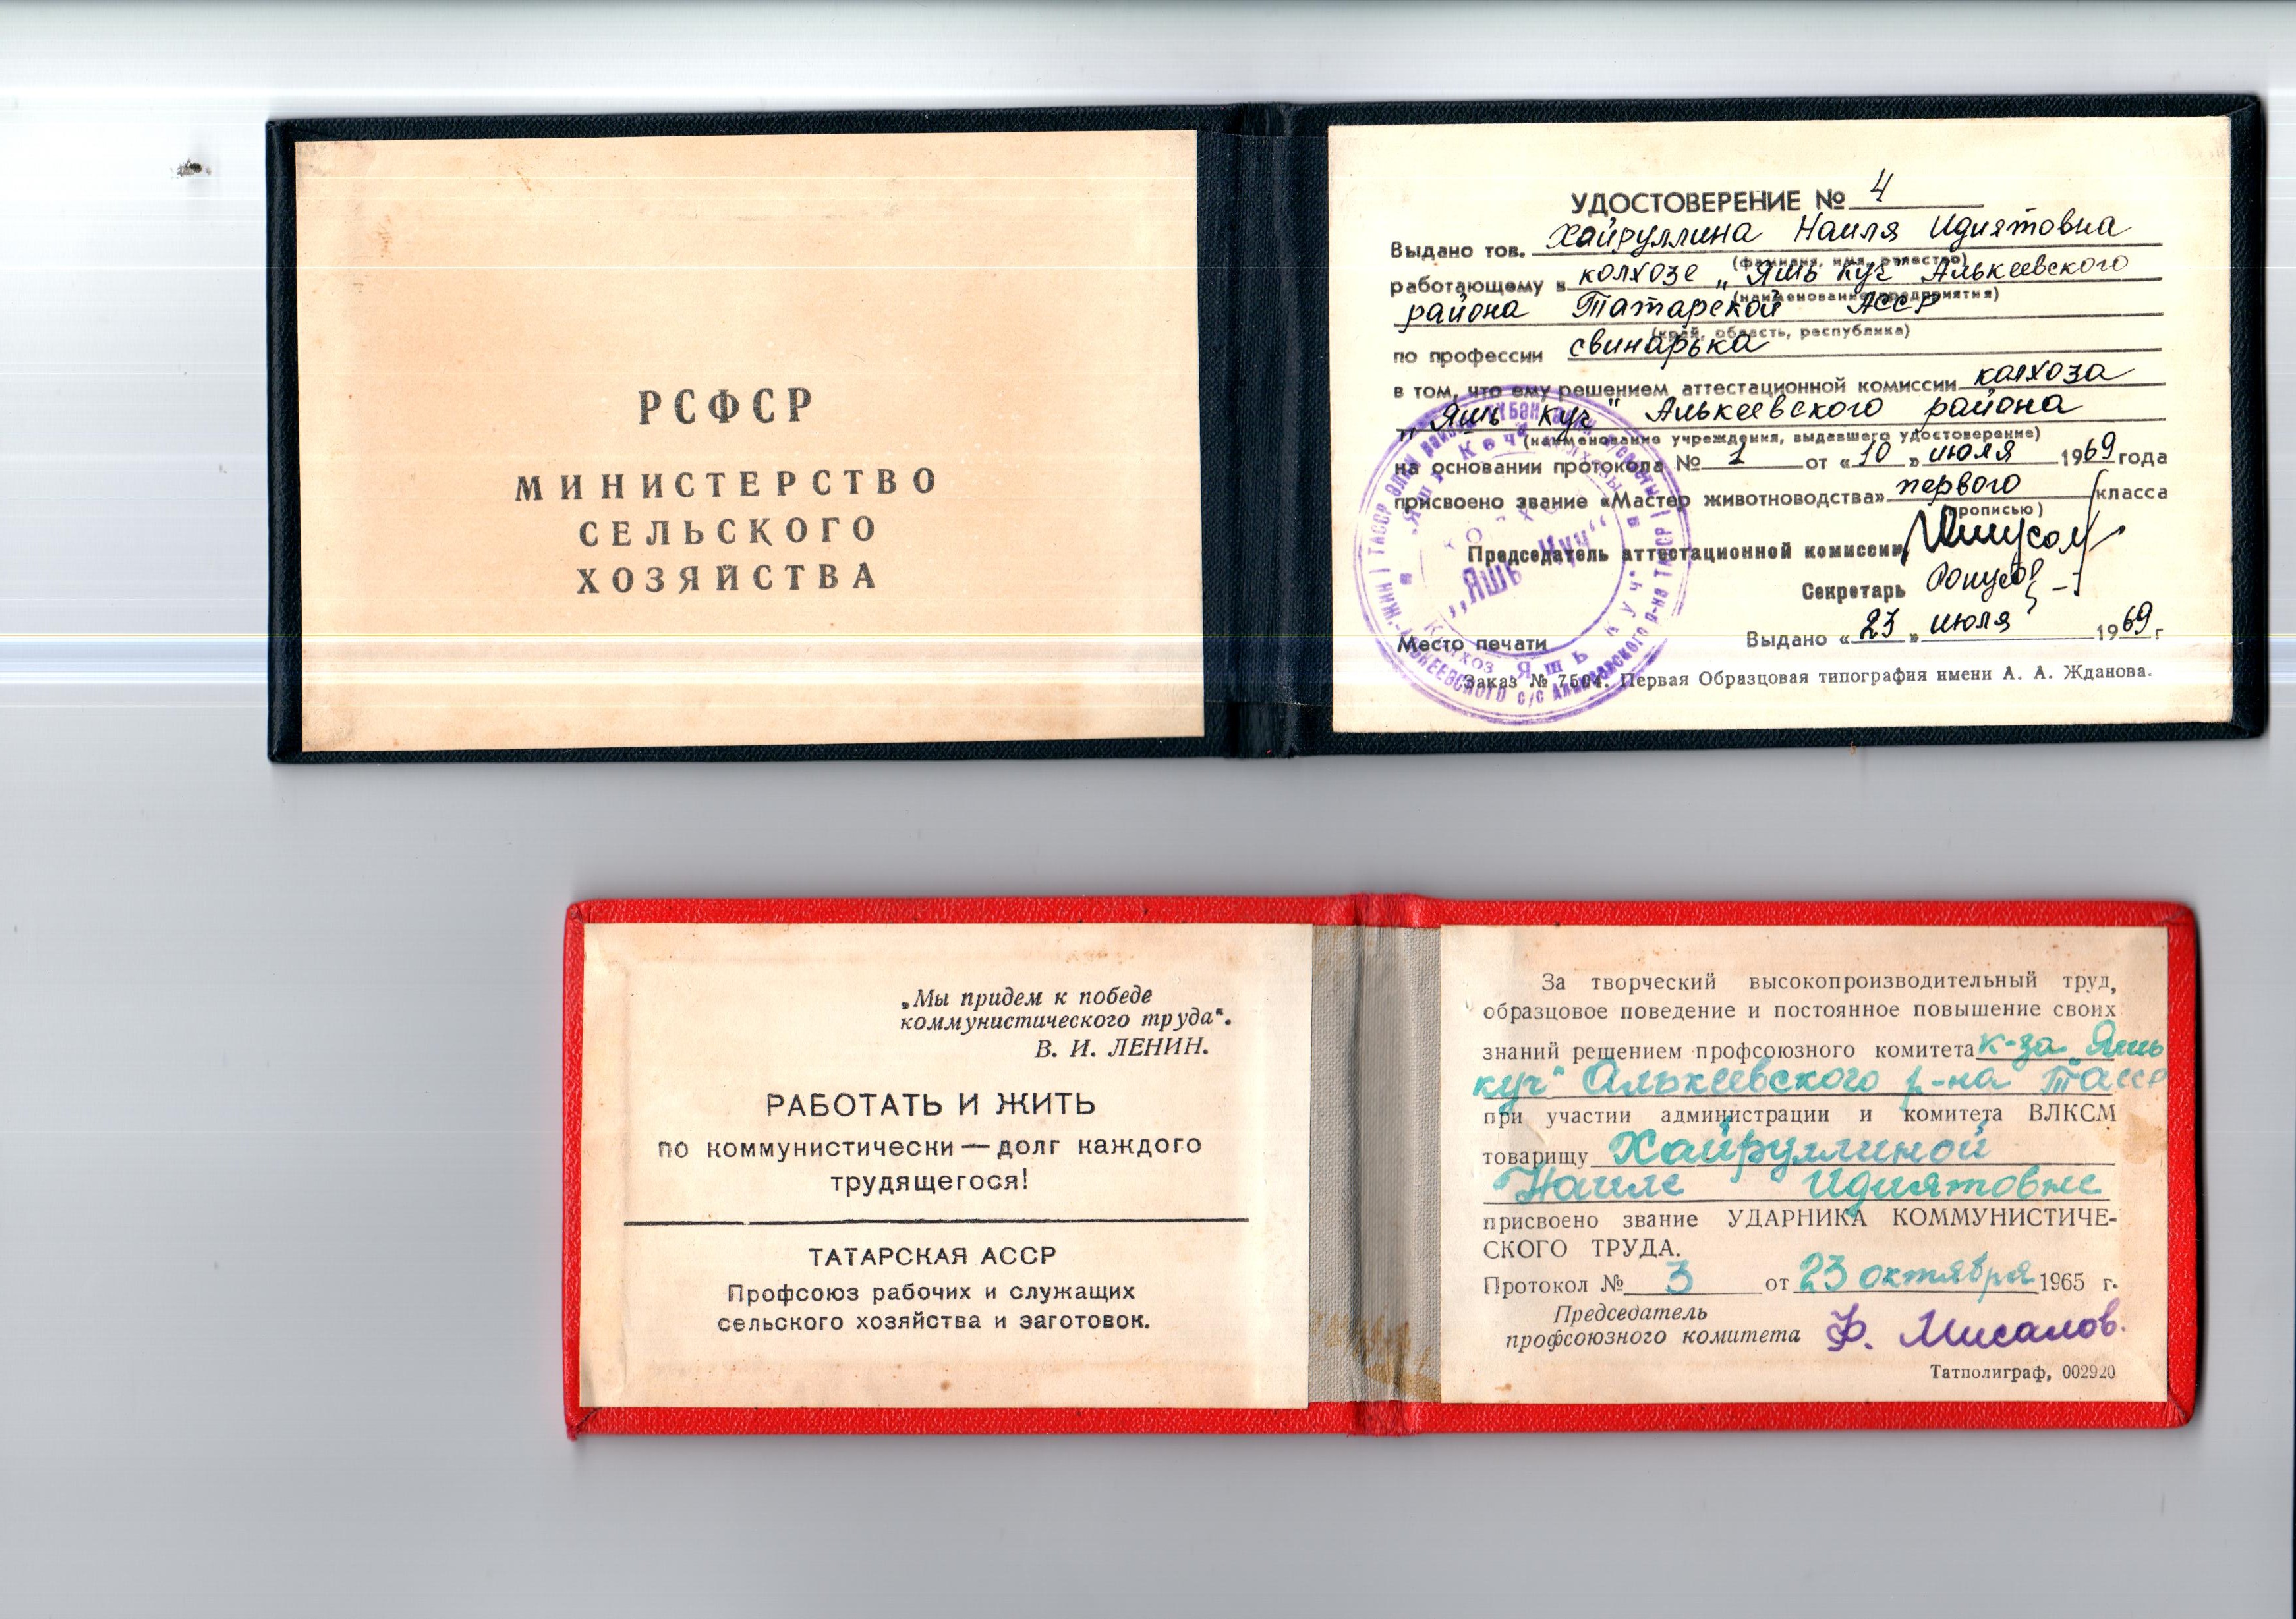 РСФСР
МИНИСТЕРСТВО
СЕЛЬСКОГО
ХОЗЯЙСТВА
УДОСТОВЕРЕНИЕ № 4
Выдано тов. Хайруллина Наиля Идиятовна
(фамилия, имя, отчество)
работающему в колхозе „Яшь куч" Алькеевского
(наименование предприятия)
района Татарской АССР
(край, область, республика)
по профессии свинарька
в том, что ему решением аттестационной комиссии колхоза
„Яшь куч" Алькеевского района
(наименование учреждения, выдавшего удостоверение)
на основании протокола № 1 от «10» июля 1969 года
присвоено звание «Мастер животноводства» первого класса
(прописью)
Председатель аттестационной комиссии
Секретарь
Место печати
Выдано «23» июля 1969 г
Заказ № 7504. Первая Образцовая типография имени А. А. Жданова.
„Яшь куч"
„Мы придем к победе
коммунистического труда".
В. И. ЛЕНИН.
РАБОТАТЬ И ЖИТЬ
по коммунистически — долг каждого
трудящегося!
ТАТАРСКАЯ АССР
Профсоюз рабочих и служащих
сельского хозяйства и заготовок.
За творческий высокопроизводительный труд,
образцовое поведение и постоянное повышение своих
знаний решением профсоюзного комитета к-за „Яшь
куч" Алькеевского р-на ТАССР
при участии администрации и комитета ВЛКСМ
товарищу Хайруллиной
Наиле Идиятовне
присвоено звание УДАРНИКА КОММУНИСТИЧЕ-
СКОГО ТРУДА.
Протокол № 3 от 23 октября 1965 г.
Председатель
профсоюзного комитета Ф. Мисалов.
Татполиграф, 002920